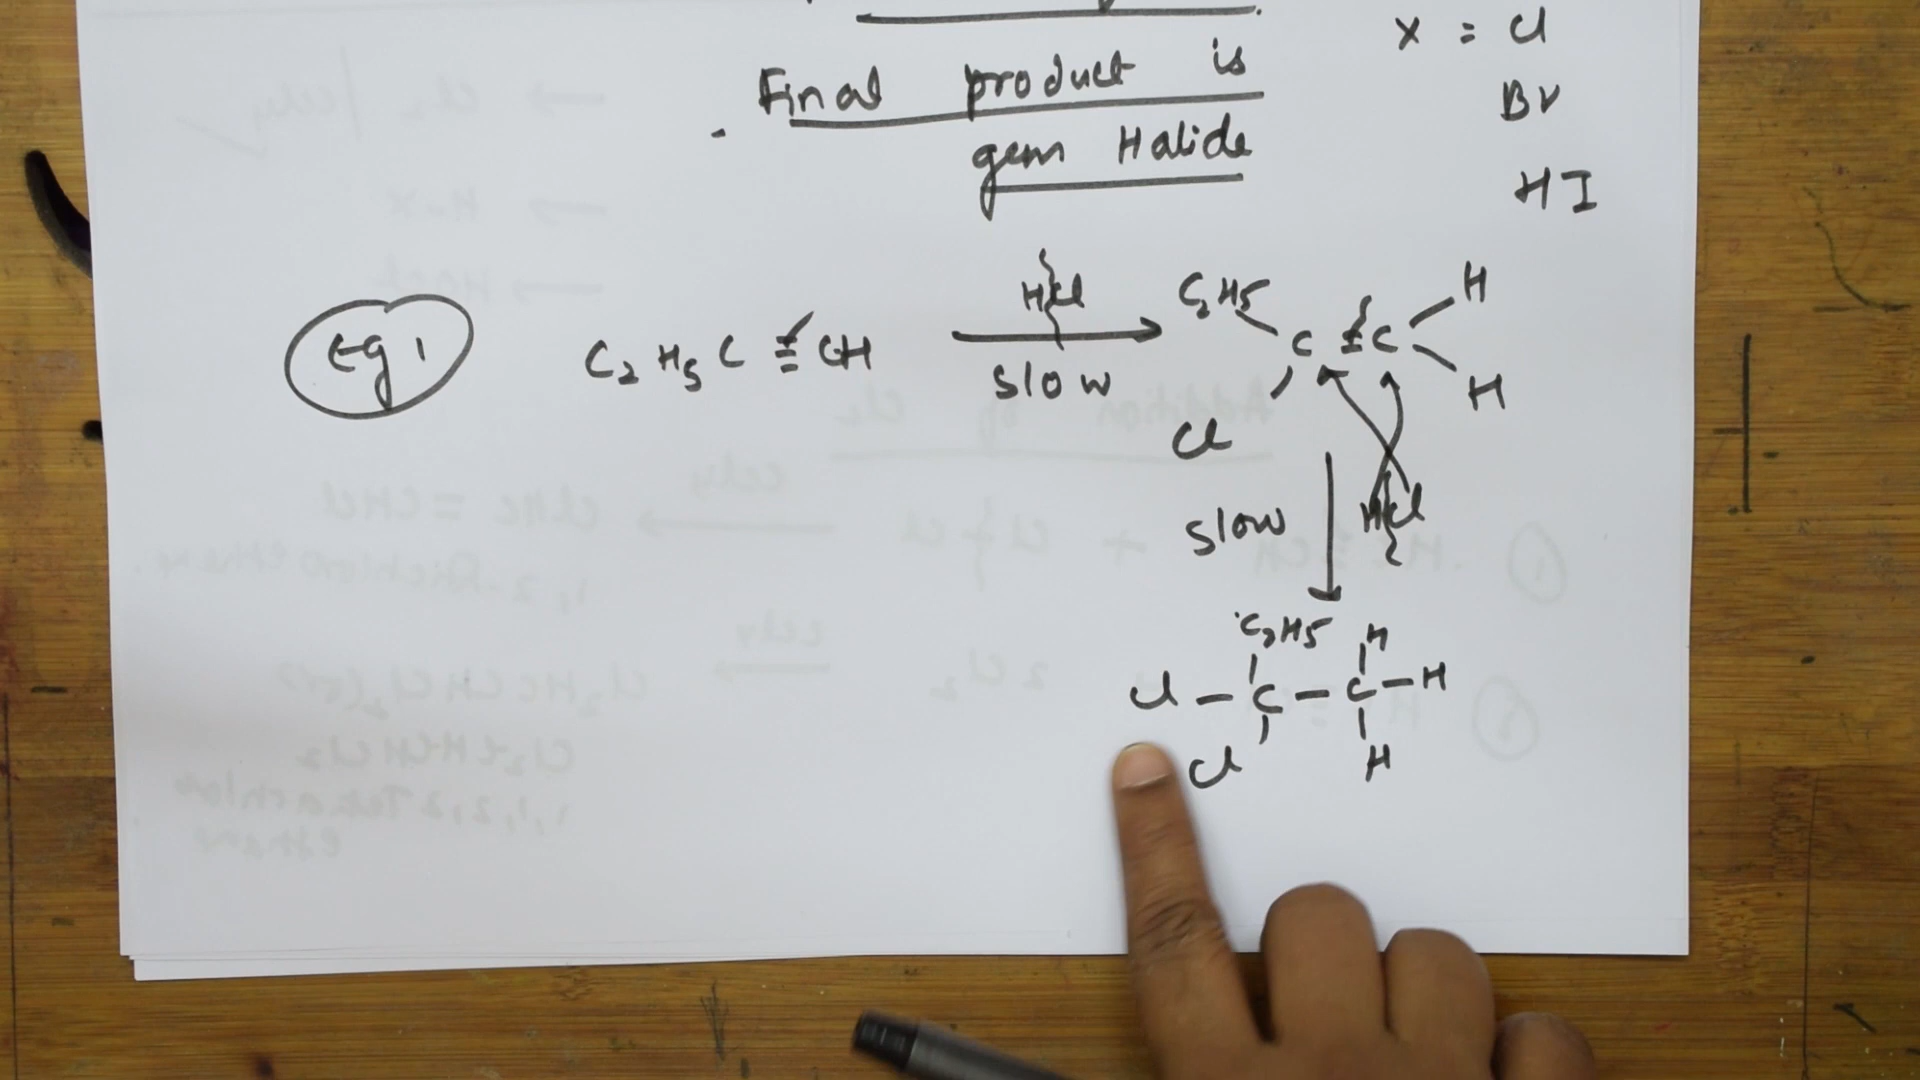 X = Cl
Final product is
Br
gem Halide
HI
Eg 1
C2H5C ≡ CH
HCl
slow
C2H5
C = C
H
H
Cl
slow
HCl
C2H5
H
Cl – C – C – H
Cl
H